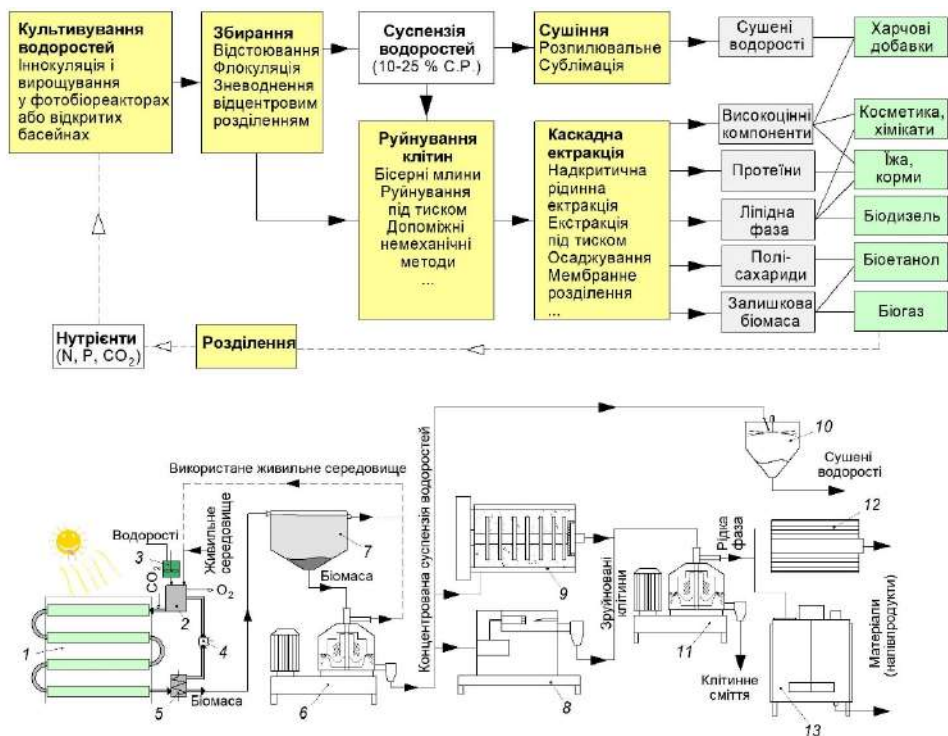 Культивування
водоростей
Іннокуляція і
вирощування
у фотобіореакторах
або відкритих
басейнах
Збирання
Відстоювання
Флокуляція
Зневоднення
відцентровим
розділенням
Суспензія
водоростей
(10-25 % С.Р.)
Сушіння
Розпилювальне
Сублімація
Сушені
водорості
Харчові
добавки
Руйнування
клітин
Бісерні млини
Руйнування
під тиском
Допоміжні
немеханічні
методи
...
Каскадна
ектракція
Надкритична
рідинна
ектракція
Екстракція
під тиском
Осаджування
Мембранне
розділення
...
Високоцінні
компоненти
Протеїни
Ліпідна
фаза
Полі-
сахариди
Залишкова
біомаса
Косметика,
хімікати
Їжа,
корми
Біодизель
Біоетанол
Біогаз
Нутрієнти
(N, P, CO2)
Розділення
Використане живильне середовище
Водорості
Живильне
середовище
3
CO2
O2
2
1
4
5
Біомаса
7
Біомаса
6
Концентрована суспензія водоростей
9
8
Зруйновані
клітини
Рідка
фаза
11
Клітинне
сміття
10
Сушені
водорості
12
13
Матеріали
(напівпродукти)